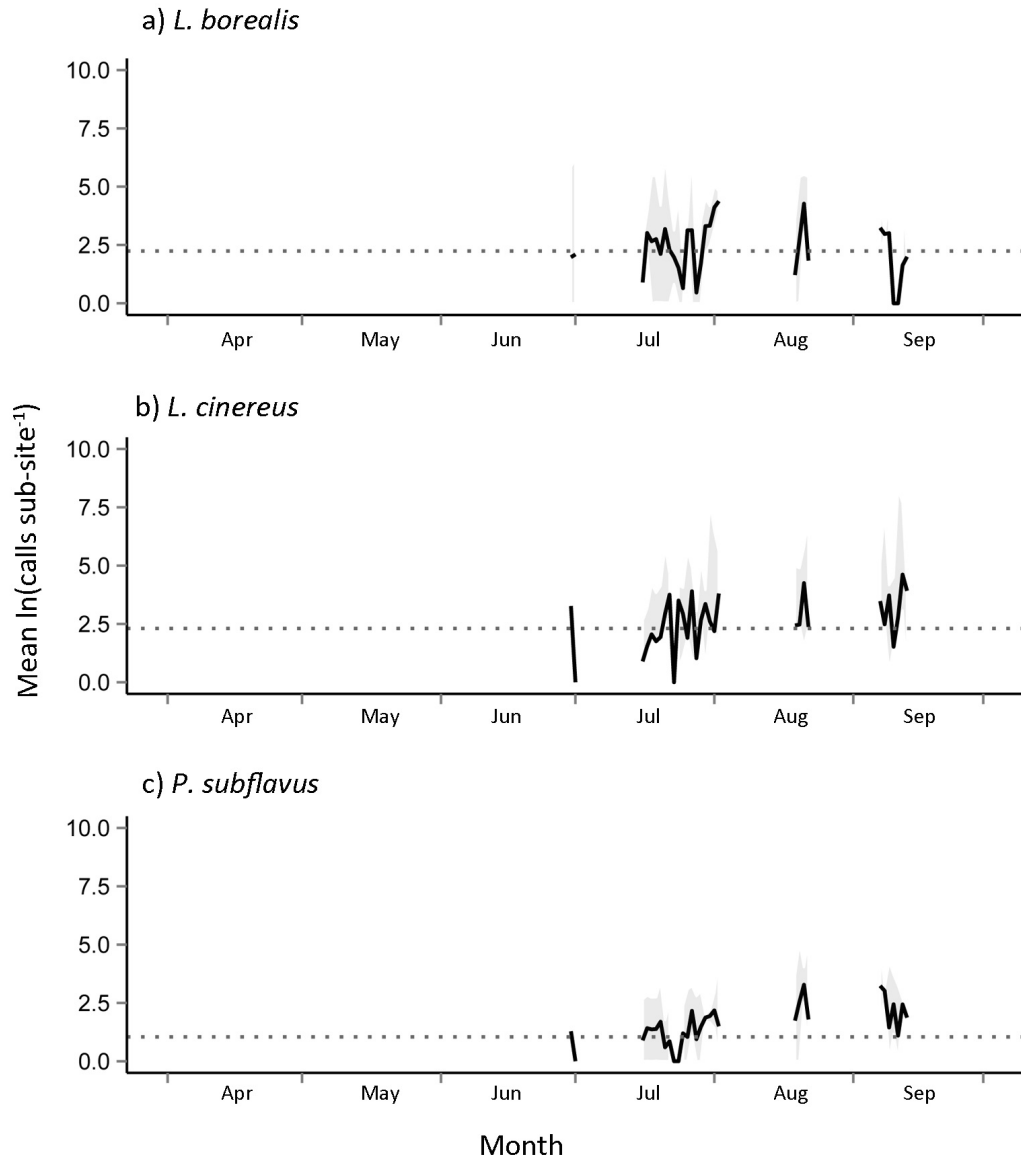 a) L. borealis
10.0
7.5
5.0
2.5
0.0
Apr May Jun Jul Aug Sep
b) L. cinereus
10.0
7.5
5.0
2.5
0.0
Apr May Jun Jul Aug Sep
Mean ln(calls sub-site⁻¹)
c) P. subflavus
10.0
7.5
5.0
2.5
0.0
Apr May Jun Jul Aug Sep
Month